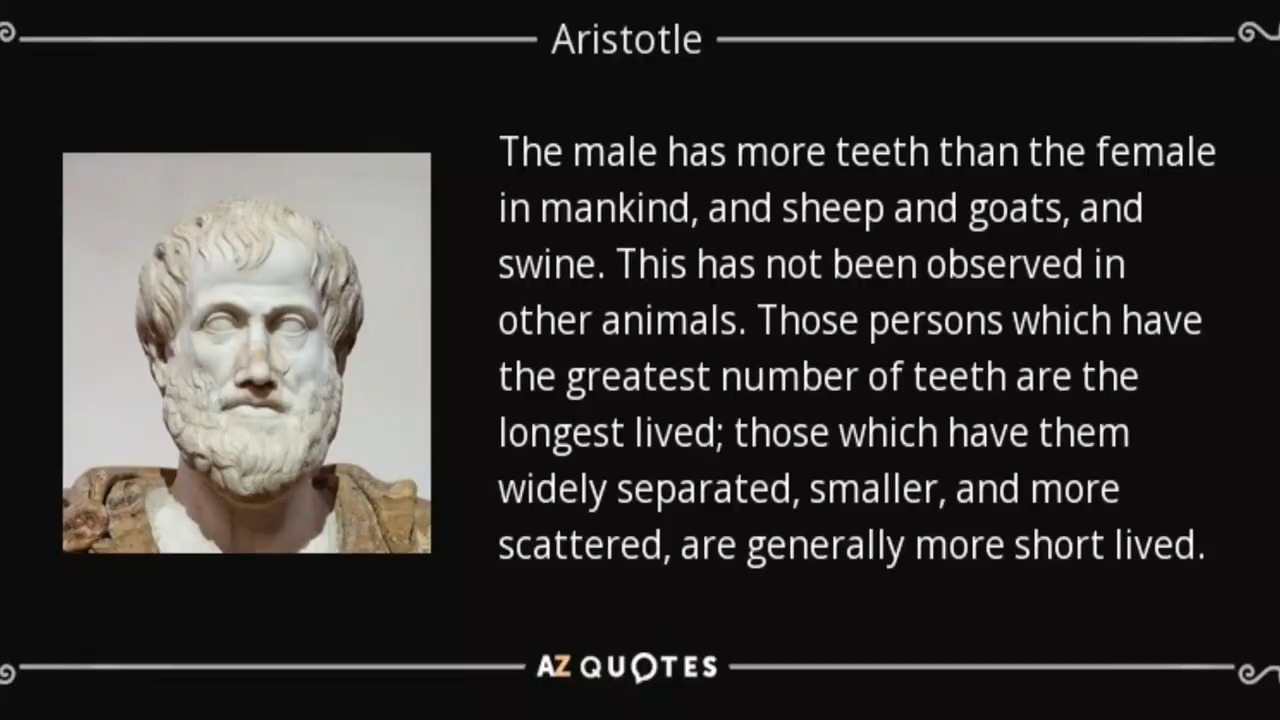 Aristotle
The male has more teeth than the female
in mankind, and sheep and goats, and
swine. This has not been observed in
other animals. Those persons which have
the greatest number of teeth are the
longest lived; those which have them
widely separated, smaller, and more
scattered, are generally more short lived.
AZ QUOTES